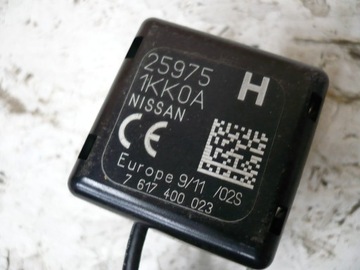 25975
1KK0A
H
NISSAN
CE
Europe 9/11 /02S
7 617 400 023